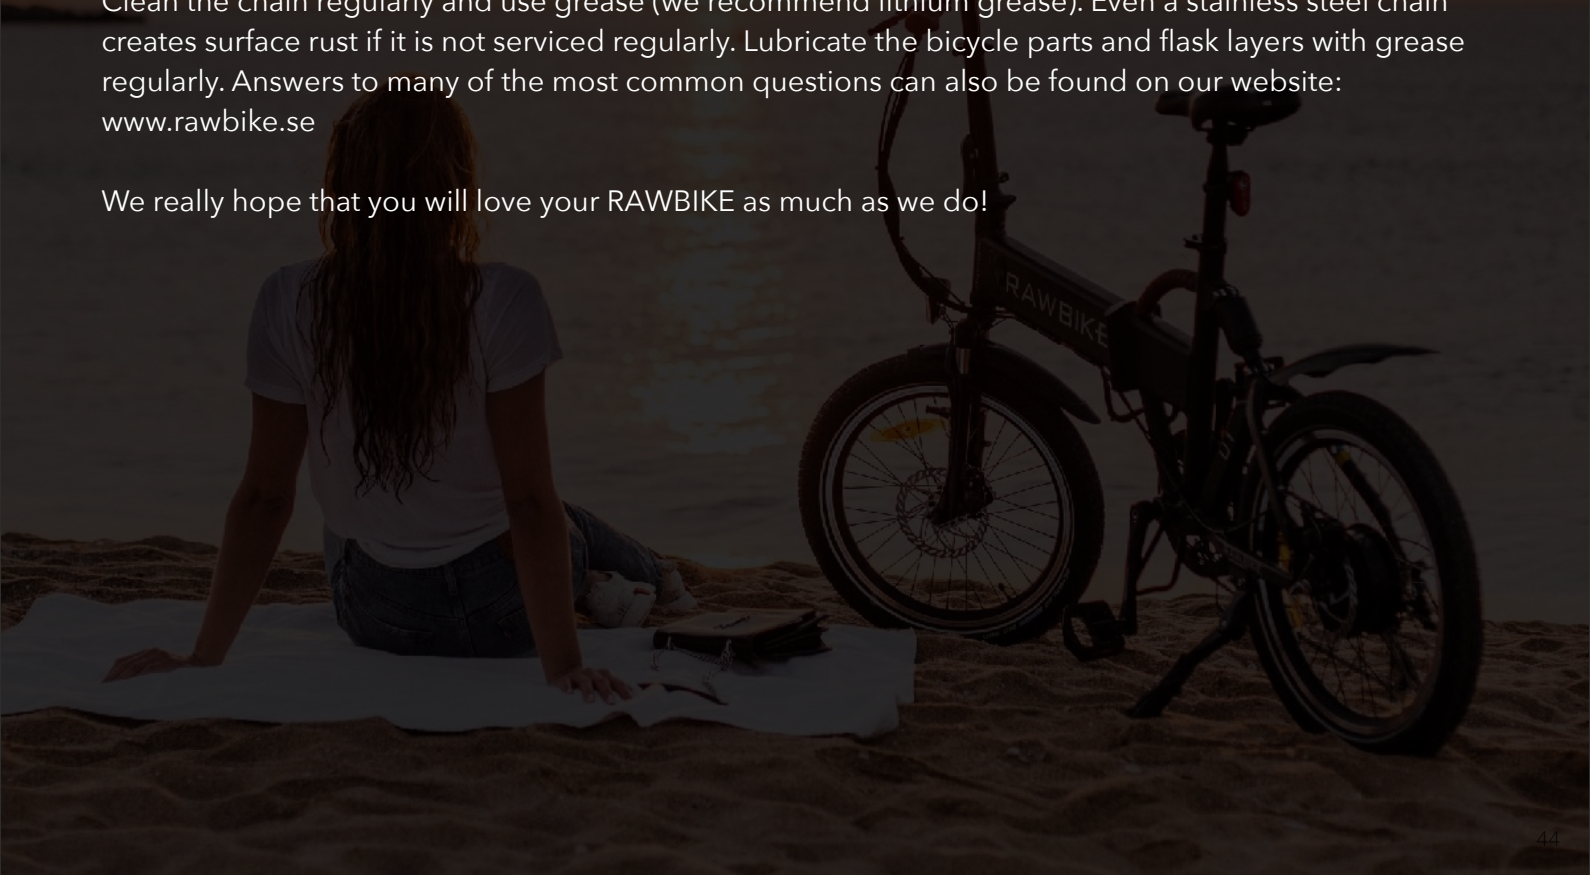 Clean the chain regularly and use grease (we recommend lithium grease). Even a stainless steel chain
creates surface rust if it is not serviced regularly. Lubricate the bicycle parts and flask layers with grease
regularly. Answers to many of the most common questions can also be found on our website:
www.rawbike.se
We really hope that you will love your RAWBIKE as much as we do!
RAWBIKE
44